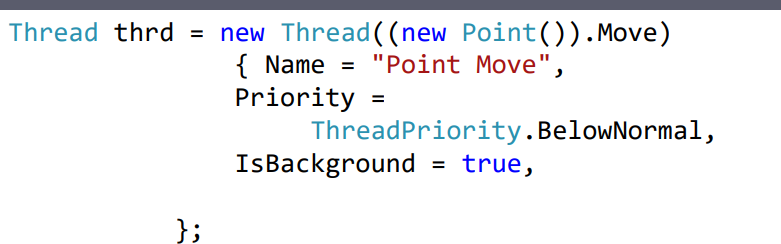 Thread thrd = new Thread((new Point()).Move)
{ Name = "Point Move",
Priority =
ThreadPriority.BelowNormal,
IsBackground = true,
};